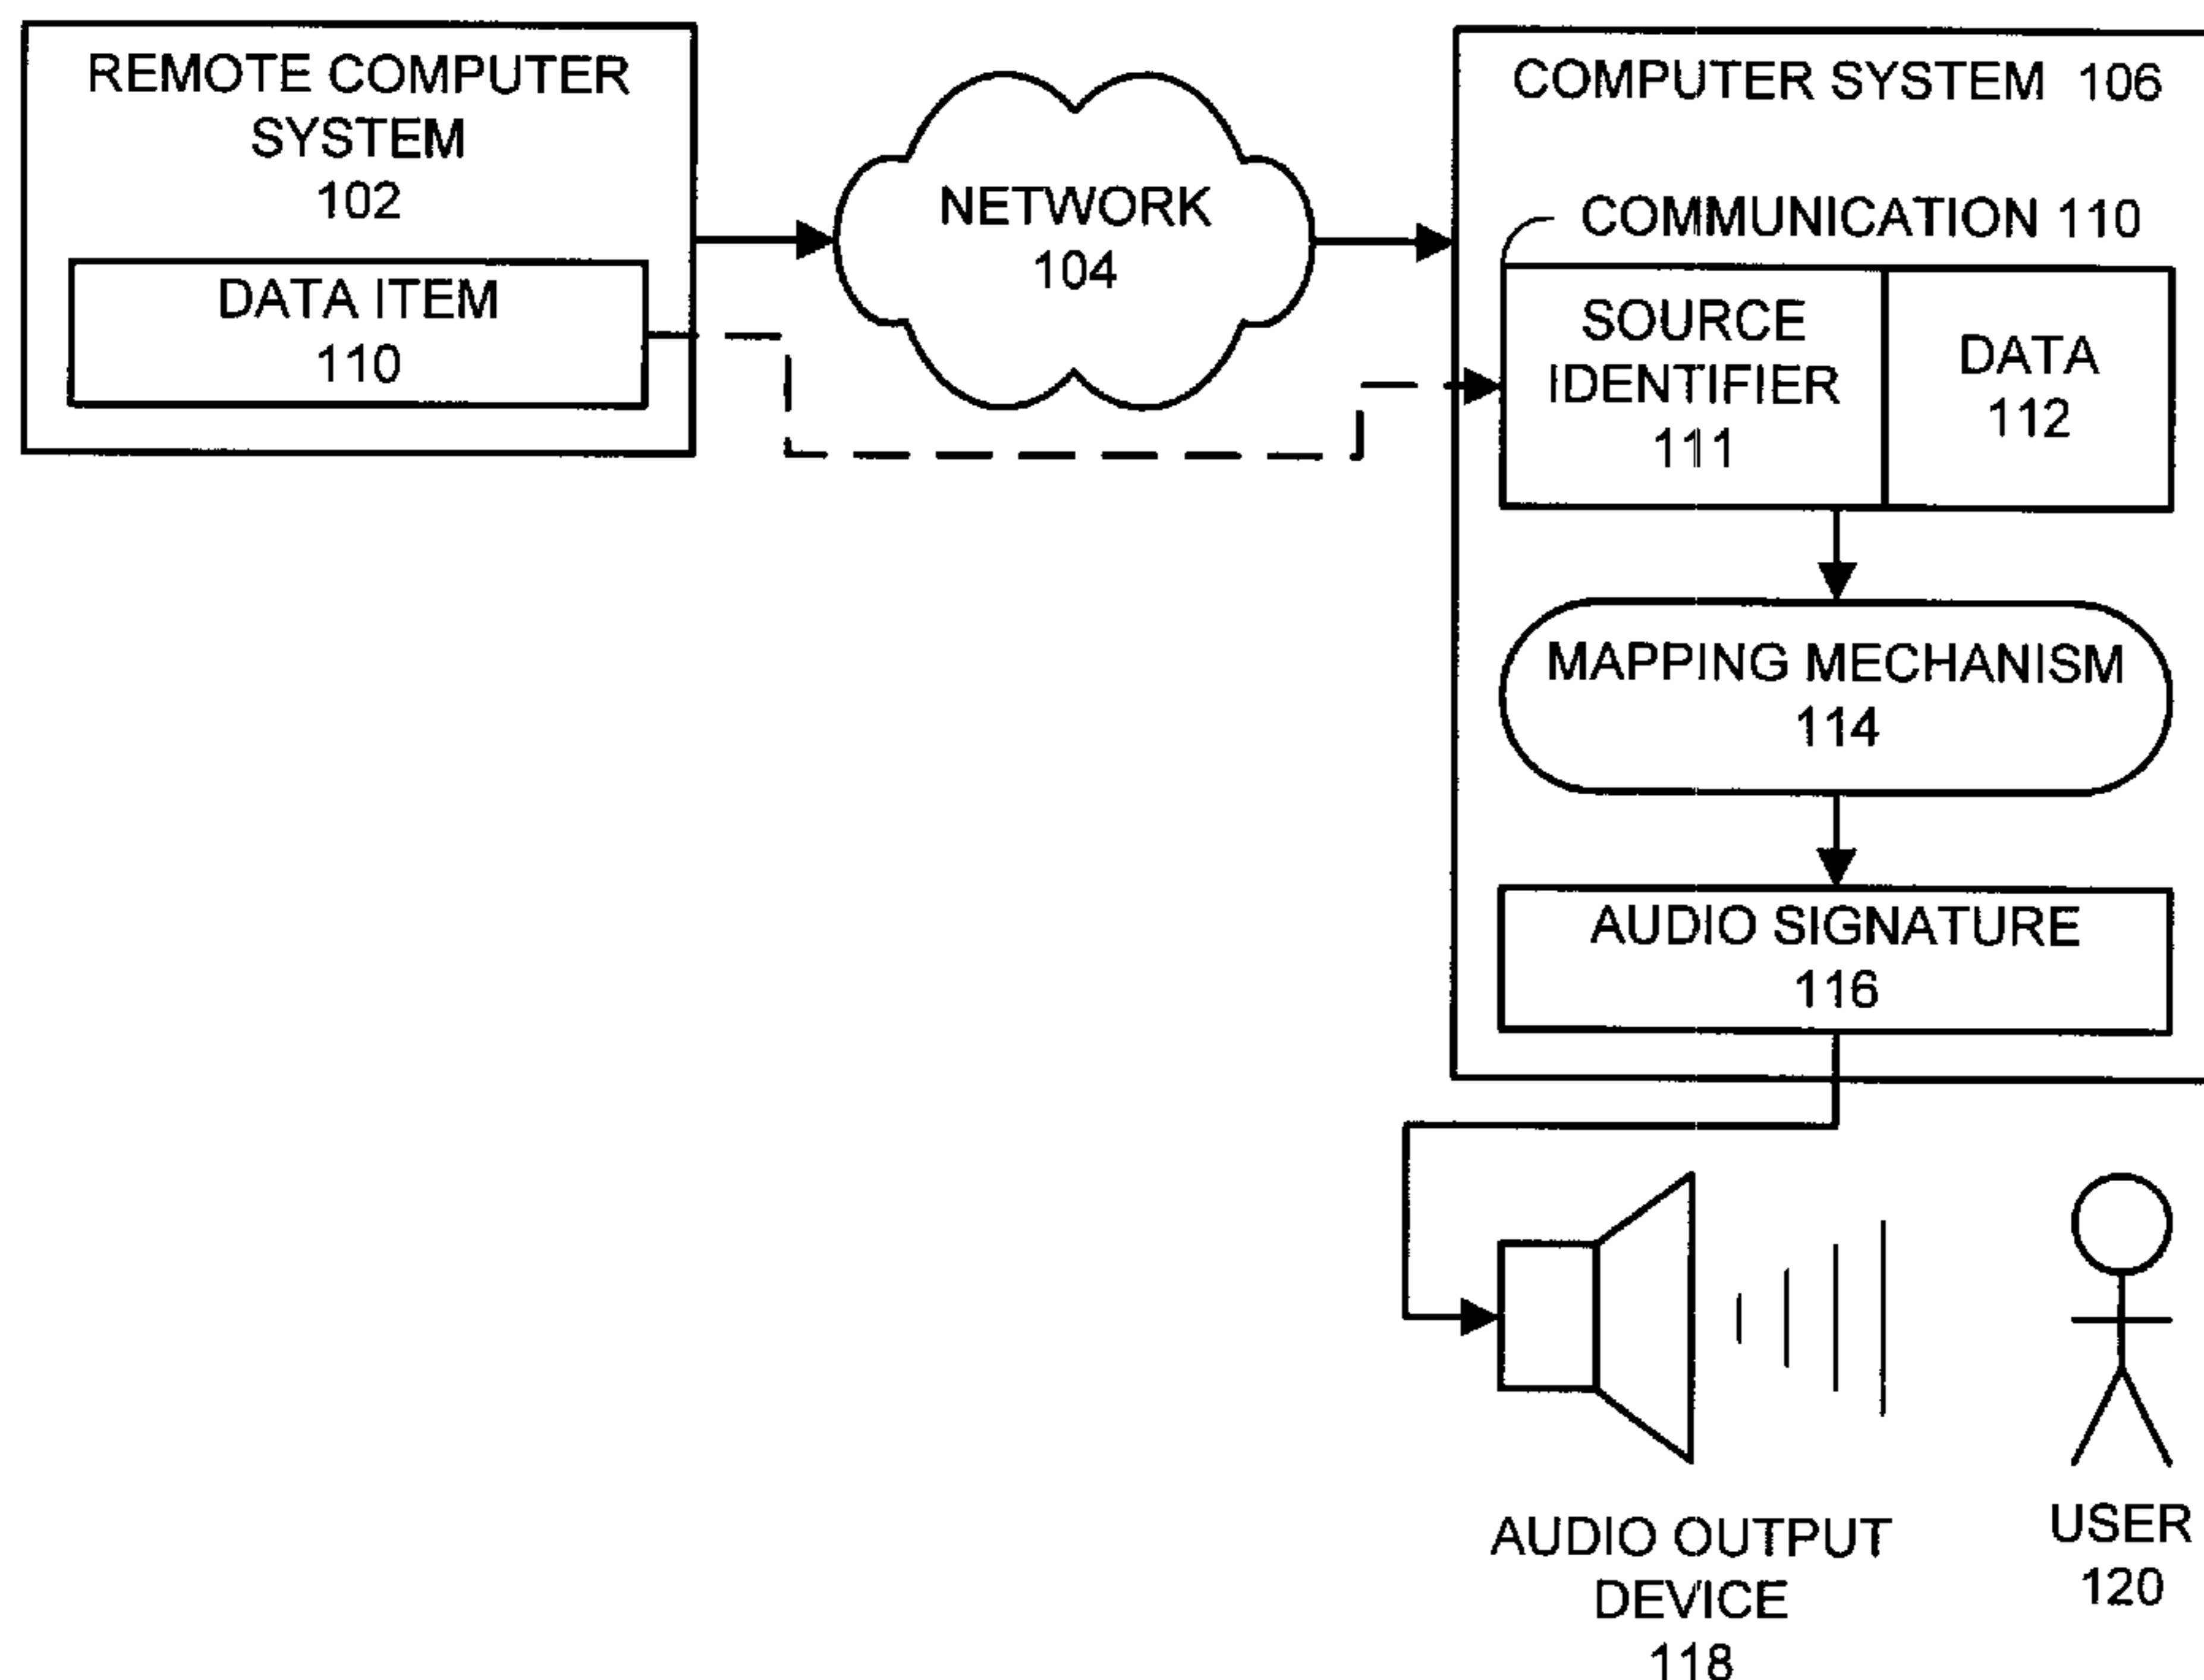 REMOTE COMPUTER
SYSTEM
102
DATA ITEM
110
NETWORK
104
COMPUTER SYSTEM 106
COMMUNICATION 110
SOURCE
IDENTIFIER
111
DATA
112
MAPPING MECHANISM
114
AUDIO SIGNATURE
116
AUDIO OUTPUT
DEVICE
118
USER
120